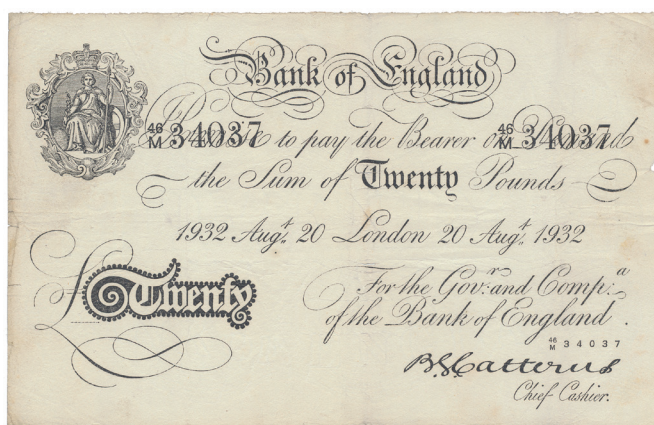 Bank of England
46/M 34037 46/M 34037
I Promise to pay the Bearer on Demand
the Sum of Twenty Pounds
1932 Augt. 20 London 20 Augt. 1932
For the Govr. and Compa.
of the Bank of England.
£ Twenty
46/M 34037
B G Catterns
Chief Cashier.